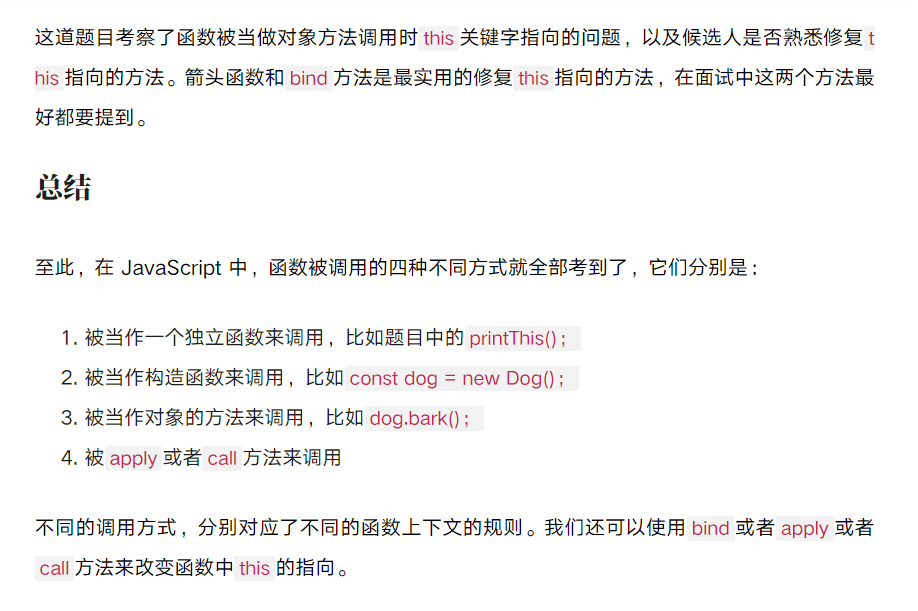 这道题目考察了函数被当做对象方法调用时 this 关键字指向的问题，以及候选人是否熟悉修复 t
his 指向的方法。箭头函数和 bind 方法是最实用的修复 this 指向的方法，在面试中这两个方法最
好都要提到。
总结
至此，在 JavaScript 中，函数被调用的四种不同方式就全部考到了，它们分别是：
1. 被当作一个独立函数来调用，比如题目中的 printThis();
2. 被当作构造函数来调用，比如 const dog = new Dog();
3. 被当作对象的方法来调用，比如 dog.bark();
4. 被 apply 或者 call 方法来调用
不同的调用方式，分别对应了不同的函数上下文的规则。我们还可以使用 bind 或者 apply 或者
call 方法来改变函数中 this 的指向。